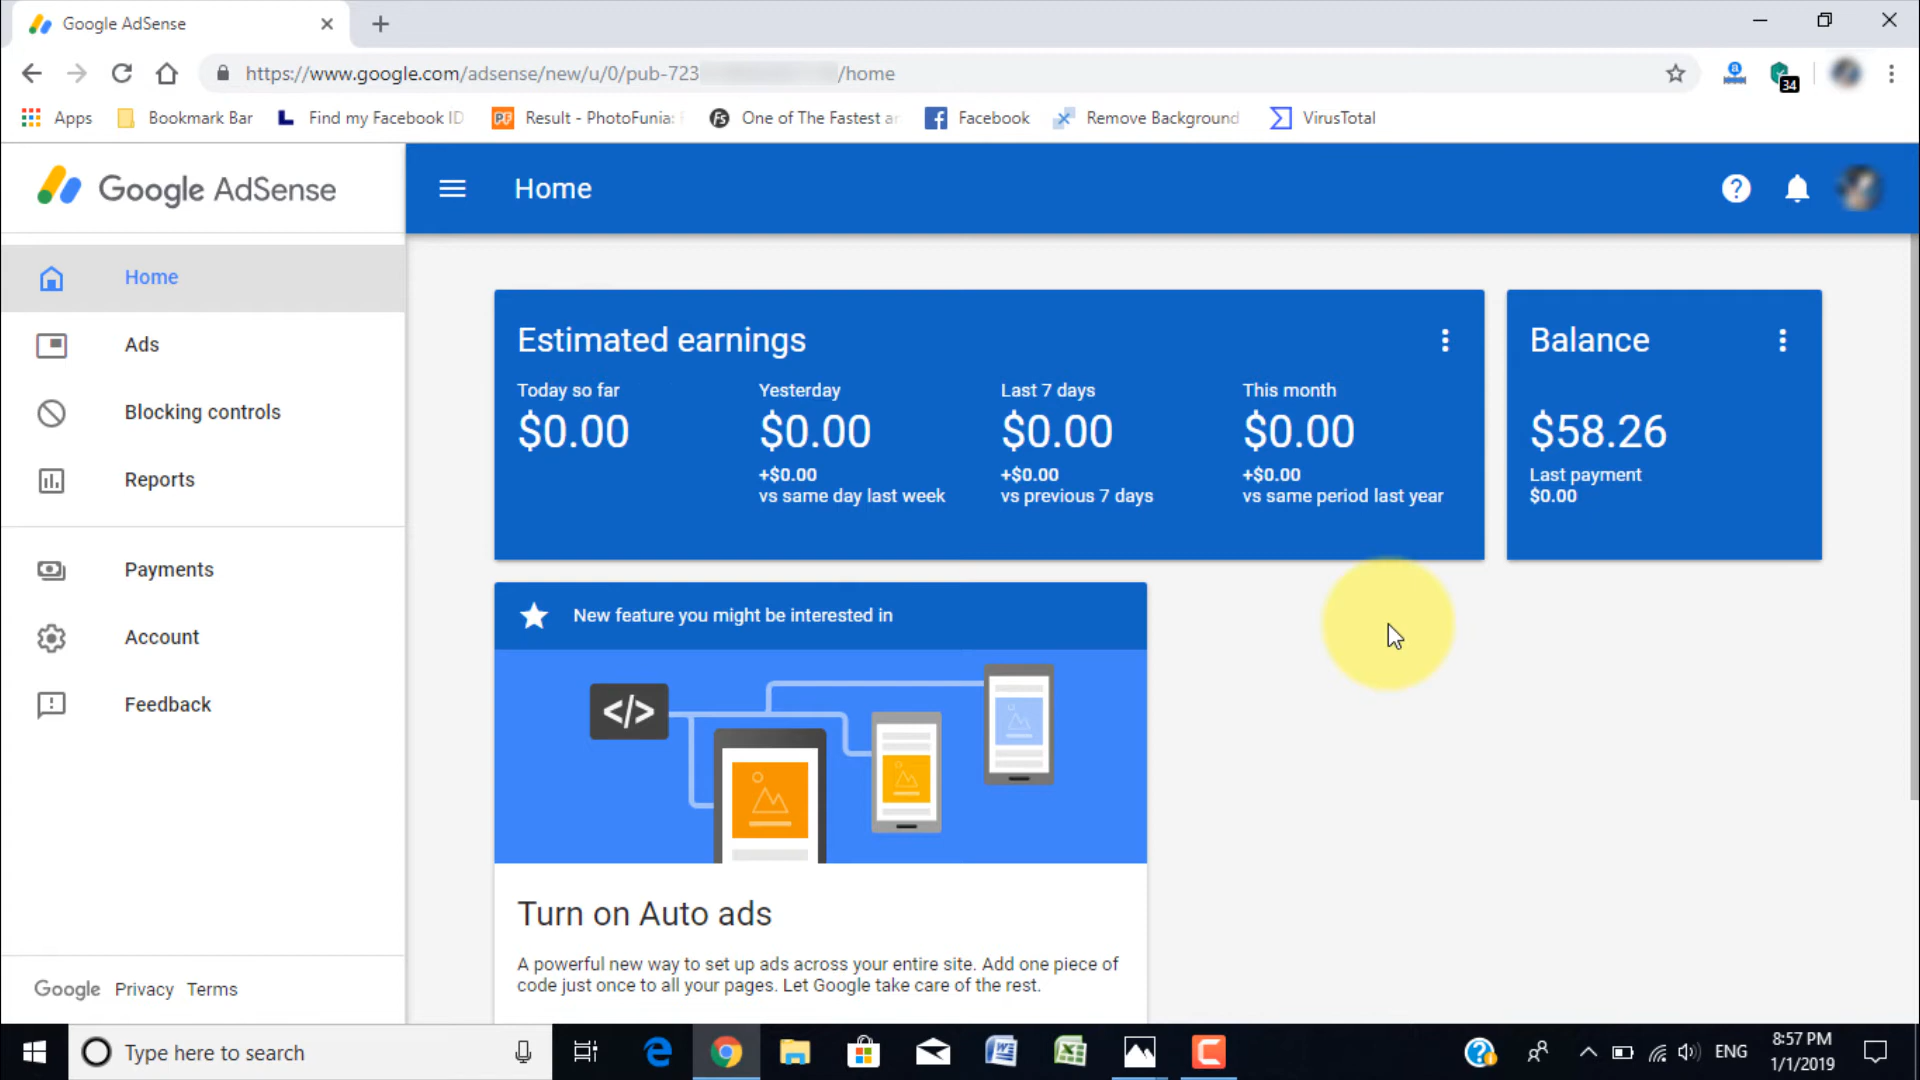 Google AdSense
https://www.google.com/adsense/new/u/0/pub-723
/home
34
Apps
Bookmark Bar
Find my Facebook ID
Result - PhotoFunia:
One of The Fastest
Facebook
Remove Background
VirusTotal
Google AdSense
Home
Home
Ads
Blocking controls
Reports
Payments
Account
Feedback
Google Privacy Terms
Estimated earnings
Today so far
$0.00
Yesterday
$0.00
+$0.00
vs same day last week
Last 7 days
$0.00
+$0.00
vs previous 7 days
This month
$0.00
+$0.00
vs same period last year
Balance
$58.26
Last payment
$0.00
New feature you might be interested in
</>
Turn on Auto ads
A powerful new way to set up ads across your entire site. Add one piece of
code just once to all your pages. Let Google take care of the rest.
Type here to search
ENG
8:57 PM
1/1/2019